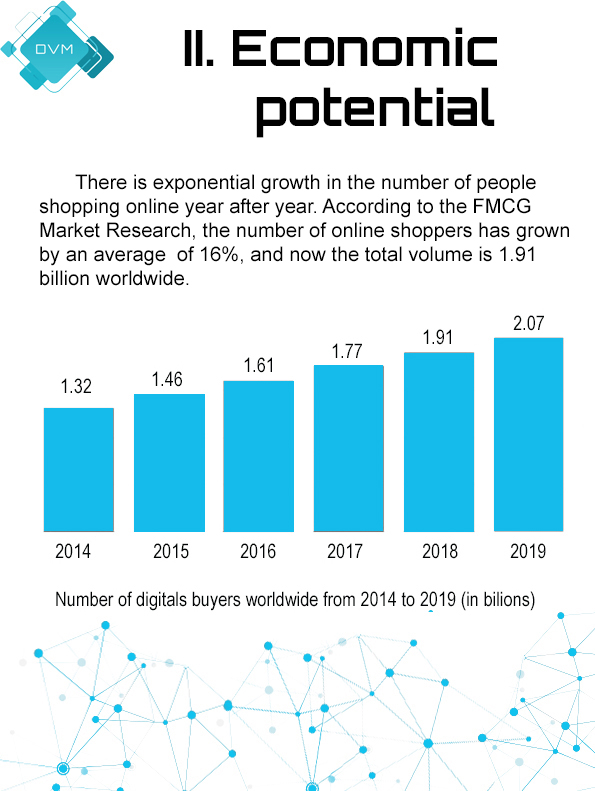 DVM
II. Economic
potential
There is exponential growth in the number of people
shopping online year after year. According to the FMCG
Market Research, the number of online shoppers has grown
by an average  of 16%, and now the total volume is 1.91
billion worldwide.
1.32 1.46 1.61 1.77 1.91 2.07
2014 2015 2016 2017 2018 2019
Number of digitals buyers worldwide from 2014 to 2019 (in bilions)